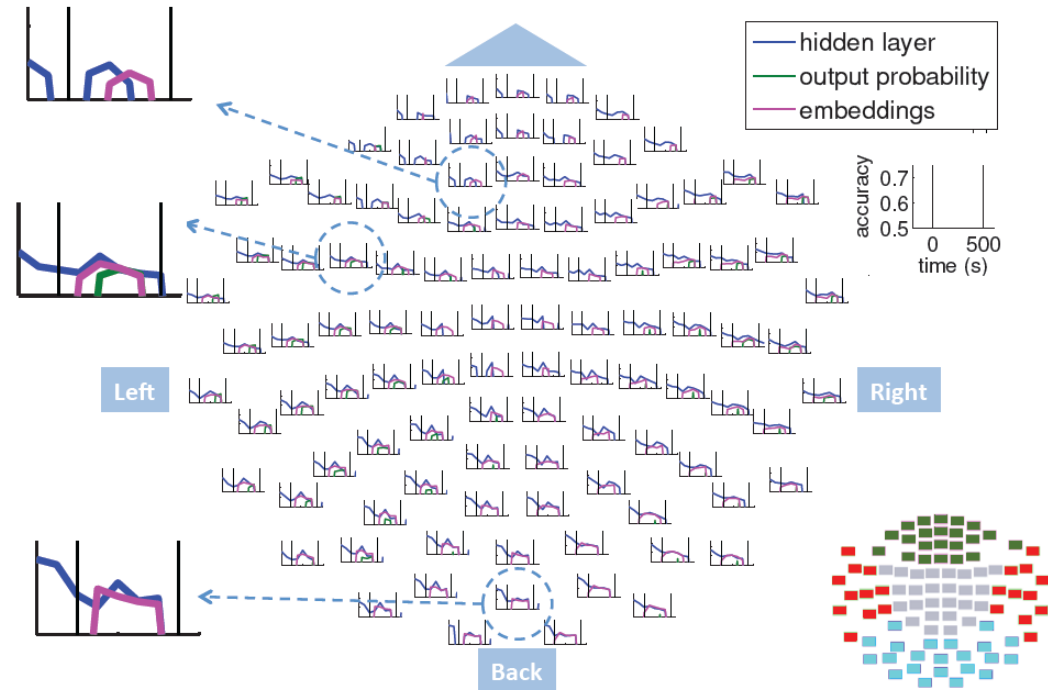 hidden layer
output probability
embeddings
accuracy
0.7
0.6
0.5
0
500
time (s)
Left
Right
Back